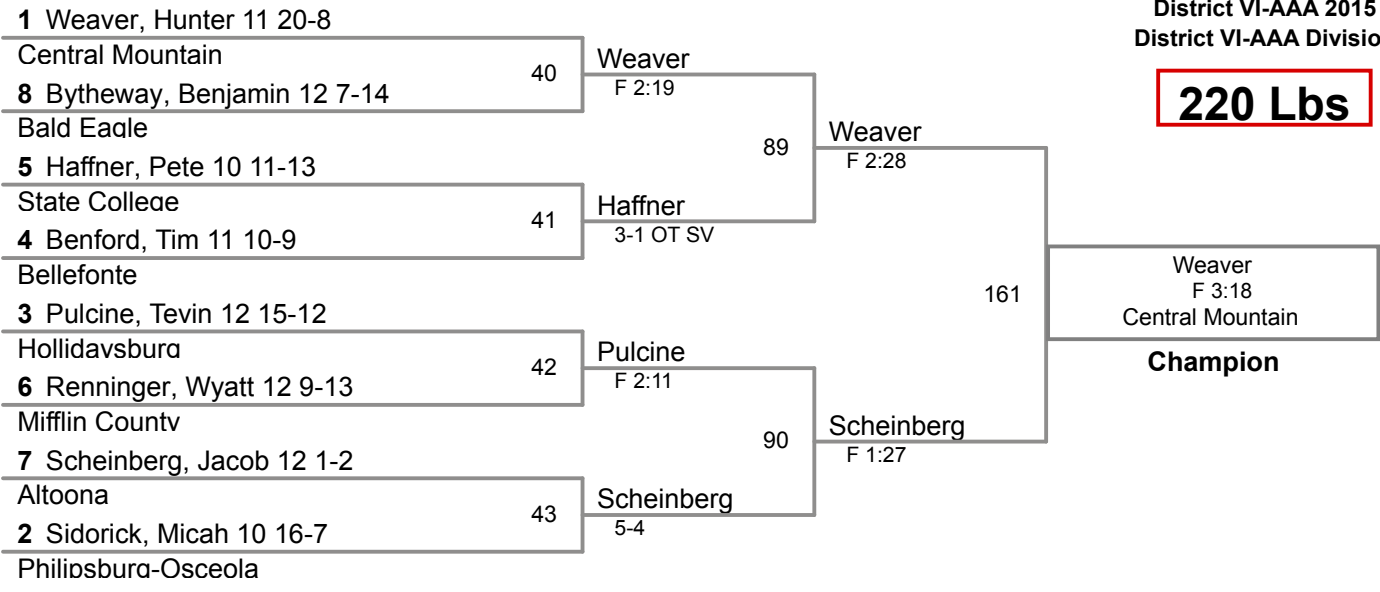 District VI-AAA 2015
District VI-AAA Divisio
220 Lbs
1 Weaver, Hunter 11 20-8
Central Mountain
8 Bytheway, Benjamin 12 7-14
Bald Eagle
5 Haffner, Pete 10 11-13
State College
4 Benford, Tim 11 10-9
Bellefonte
3 Pulcine, Tevin 12 15-12
Hollidaysburg
6 Renninger, Wyatt 12 9-13
Mifflin County
7 Scheinberg, Jacob 12 1-2
Altoona
2 Sidorick, Micah 10 16-7
Philipsburg-Osceola
40
41
42
43
Weaver
F 2:19
Haffner
3-1 OT SV
Pulcine
F 2:11
Scheinberg
5-4
89
90
Weaver
F 2:28
Scheinberg
F 1:27
161
Weaver
F 3:18
Central Mountain
Champion